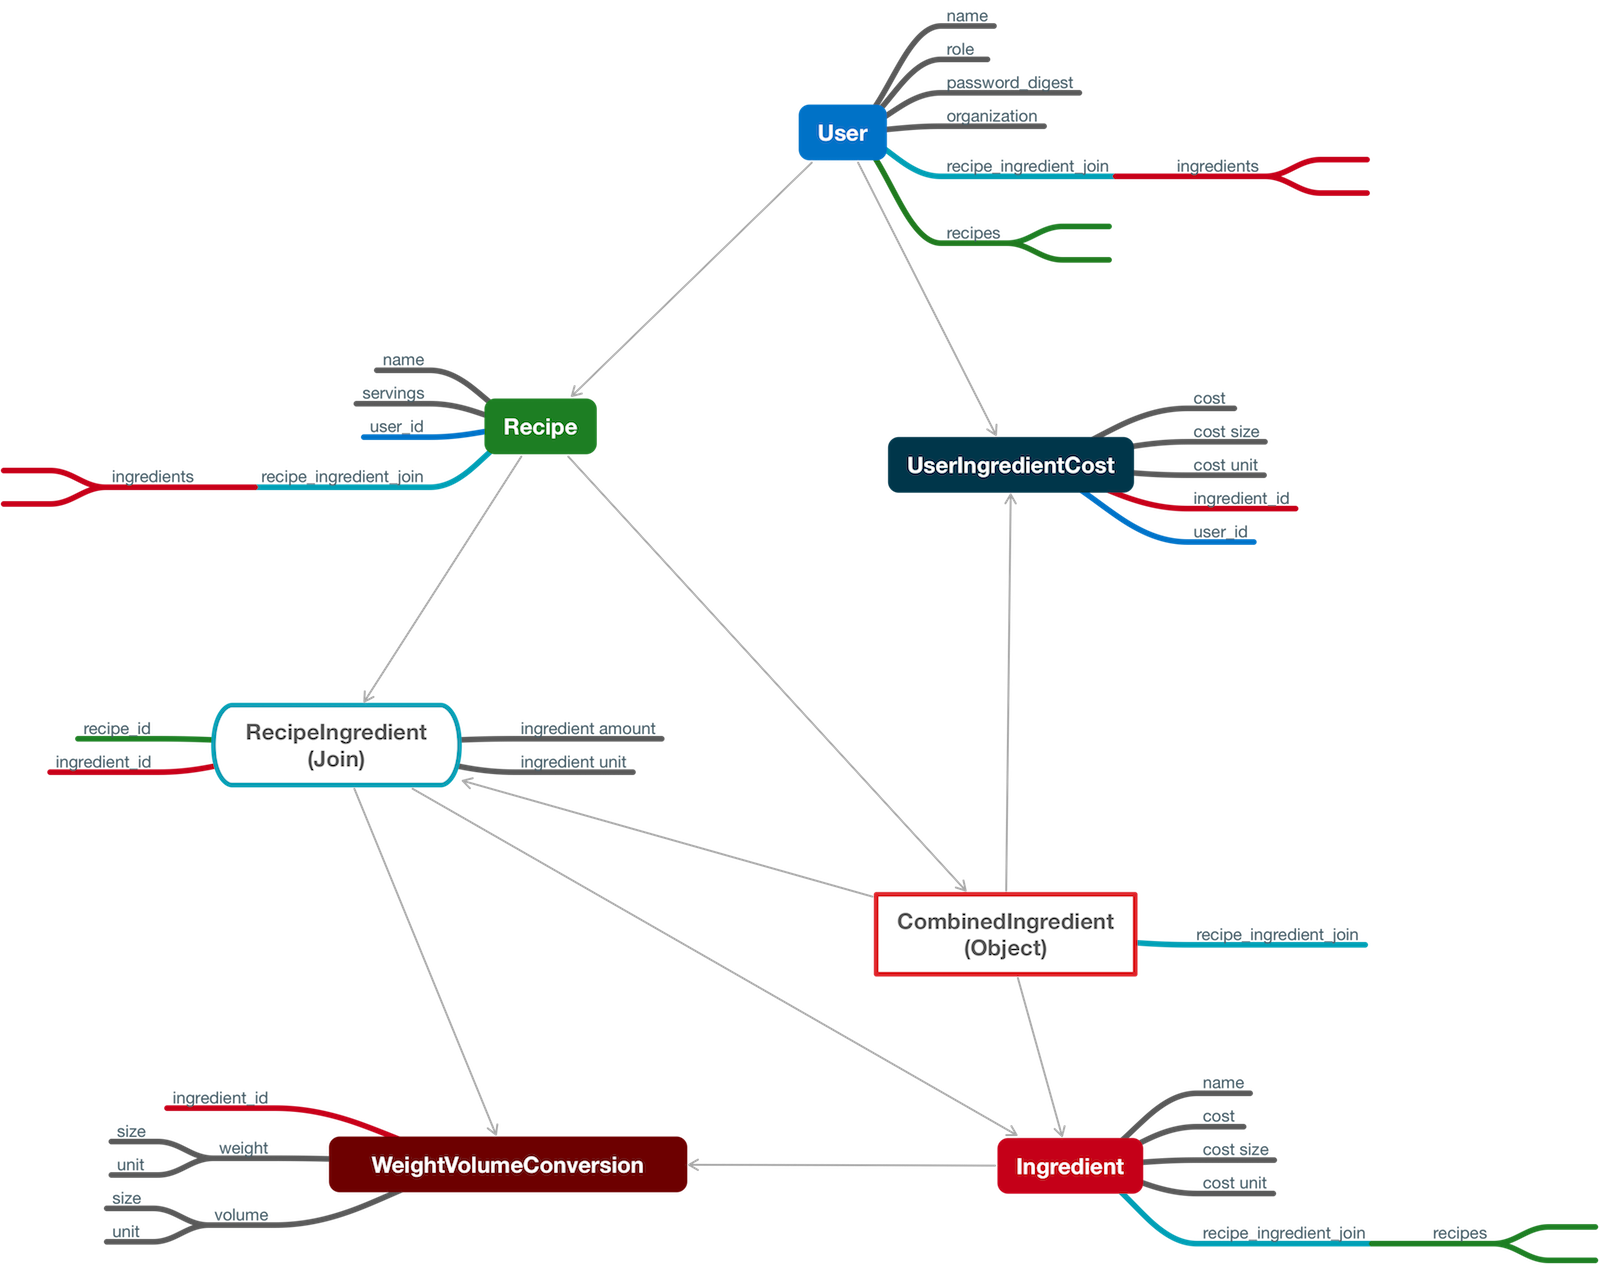 name
role
password_digest
organization
User
recipe_ingredient_join
ingredients
recipes
name
servings
user_id
Recipe
ingredients
recipe_ingredient_join
cost
cost size
cost unit
UserIngredientCost
ingredient_id
user_id
recipe_id
ingredient_id
RecipeIngredient
(Join)
ingredient amount
ingredient unit
CombinedIngredient
(Object)
recipe_ingredient_join
ingredient_id
size
unit
weight
size
unit
volume
WeightVolumeConversion
name
cost
cost size
cost unit
Ingredient
recipe_ingredient_join
recipes